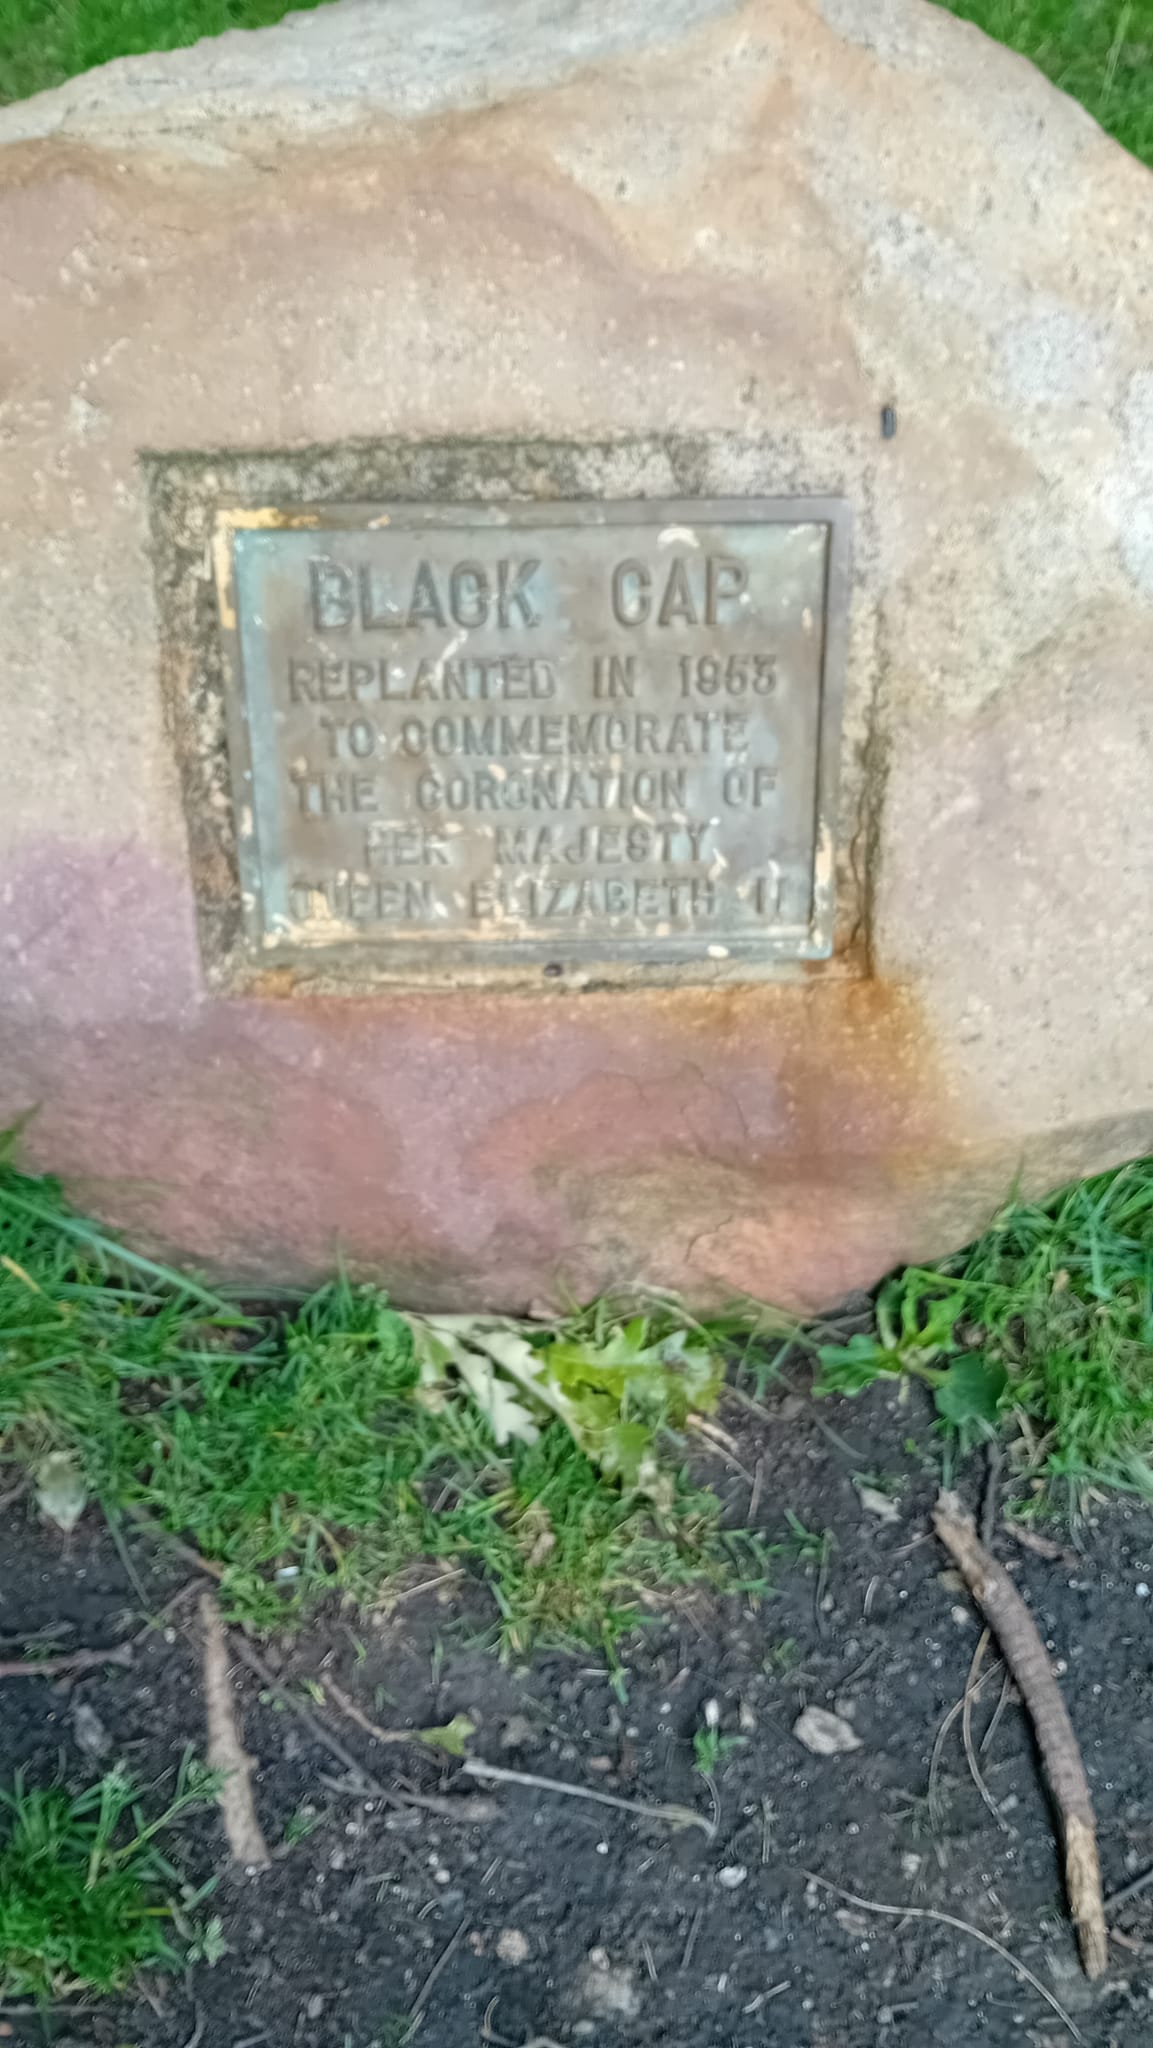 BLACK CAP
REPLANTED IN 1953
TO COMMEMORATE
THE CORONATION OF
HER MAJESTY
QUEEN ELIZABETH II